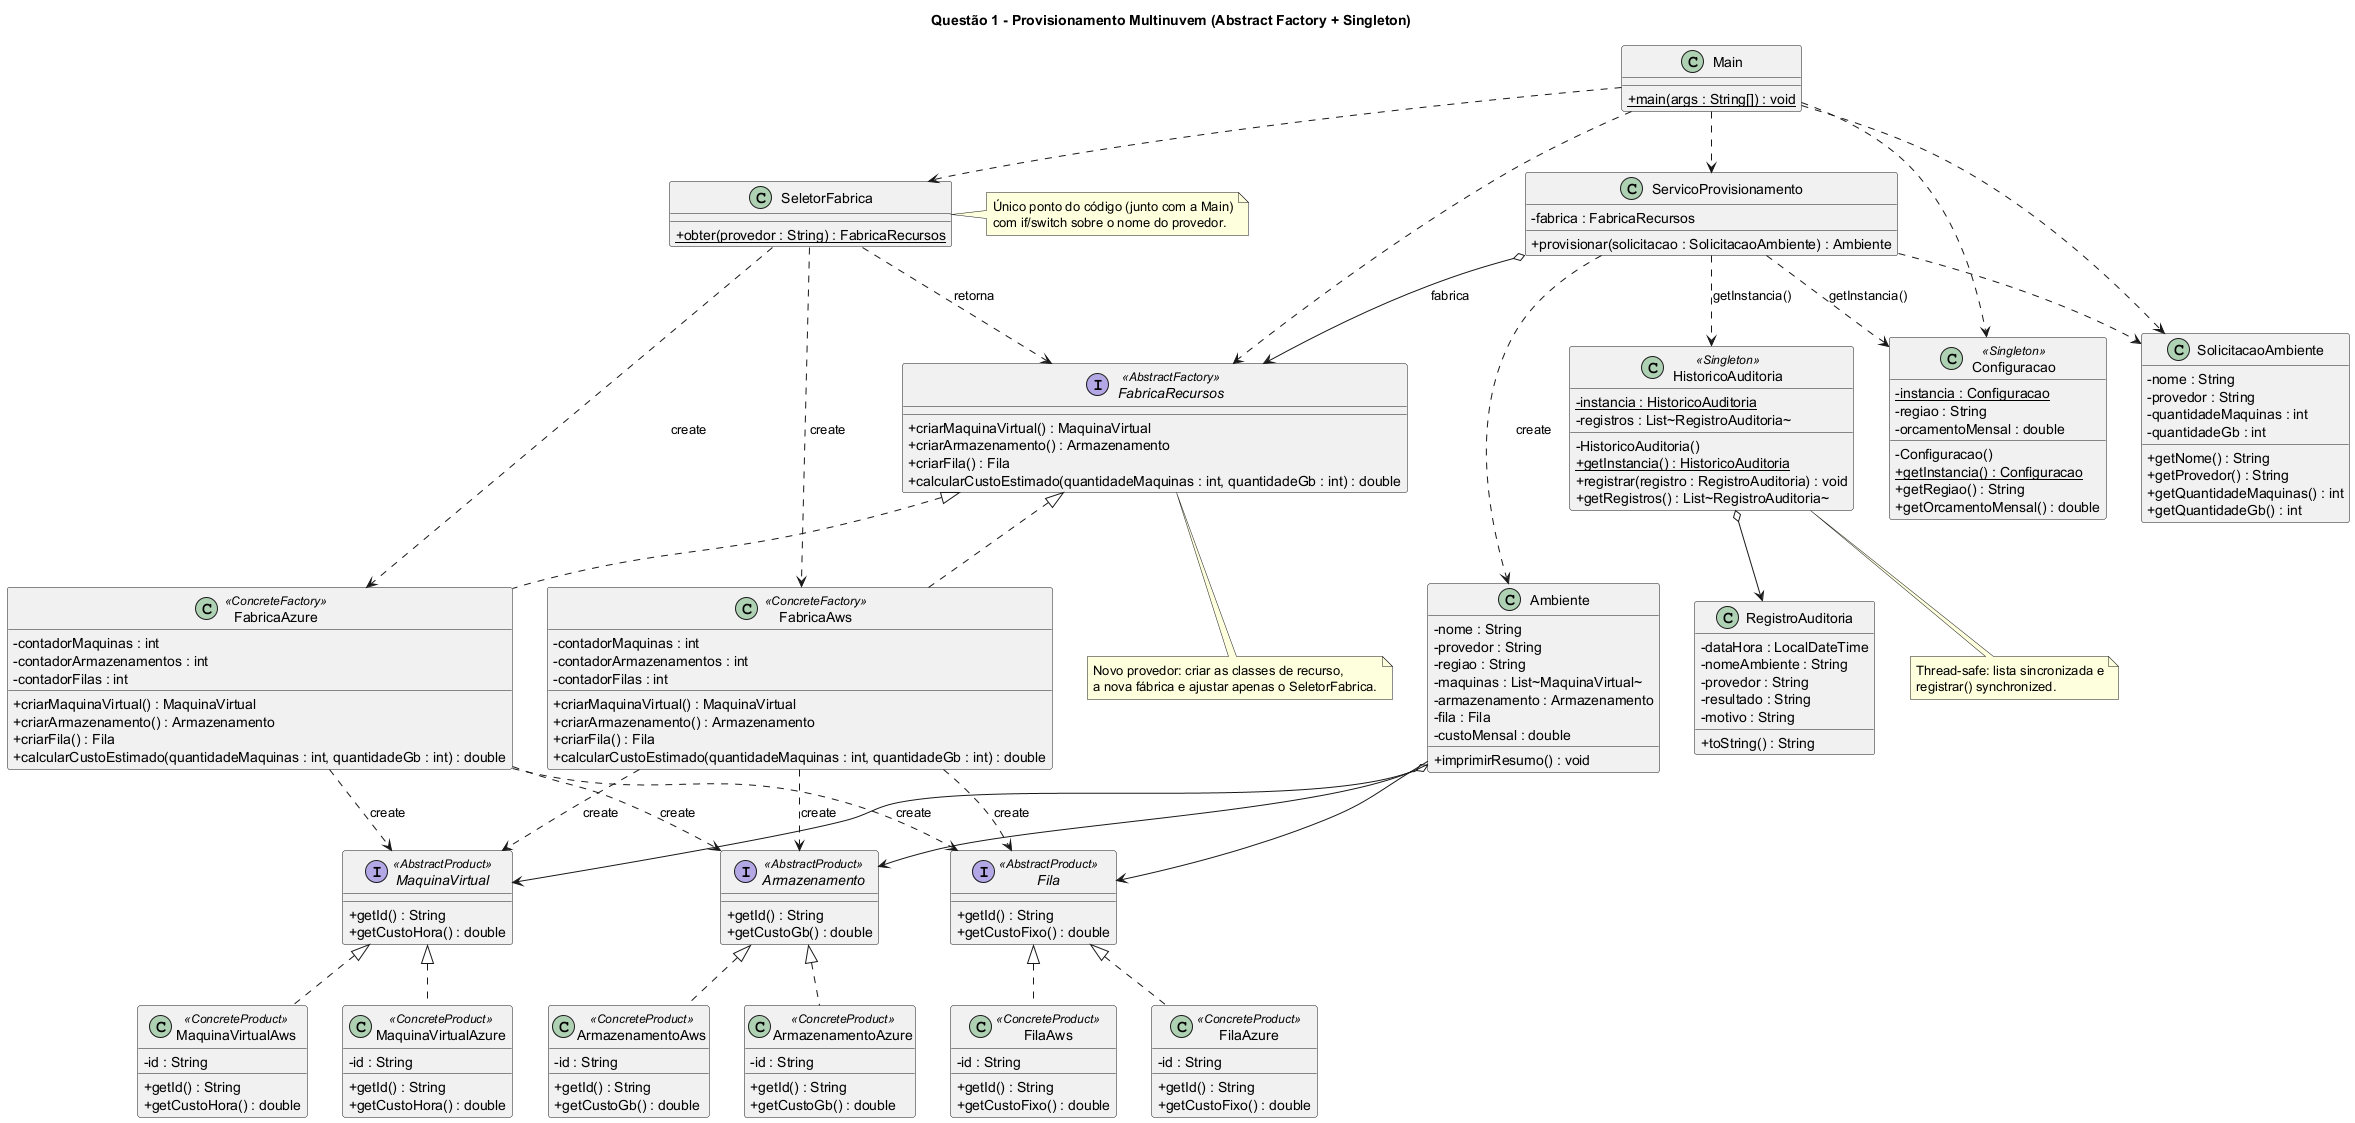 Questão 1 - Provisionamento Multinuvem (Abstract Factory + Singleton)
C Main
+main(args : String[]) : void
C SeletorFabrica
+obter(provedor : String) : FabricaRecursos
Único ponto do código (junto com a Main)
com if/switch sobre o nome do provedor.
C ServicoProvisionamento
-fabrica : FabricaRecursos
+provisionar(solicitacao : SolicitacaoAmbiente) : Ambiente
retorna
fabrica
getInstancia()
getInstancia()
create
create
create
I «AbstractFactory»
FabricaRecursos
+criarMaquinaVirtual() : MaquinaVirtual
+criarArmazenamento() : Armazenamento
+criarFila() : Fila
+calcularCustoEstimado(quantidadeMaquinas : int, quantidadeGb : int) : double
C «Singleton»
HistoricoAuditoria
-instancia : HistoricoAuditoria
-registros : List~RegistroAuditoria~
-HistoricoAuditoria()
+getInstancia() : HistoricoAuditoria
+registrar(registro : RegistroAuditoria) : void
+getRegistros() : List~RegistroAuditoria~
C «Singleton»
Configuracao
-instancia : Configuracao
-regiao : String
-orcamentoMensal : double
-Configuracao()
+getInstancia() : Configuracao
+getRegiao() : String
+getOrcamentoMensal() : double
C SolicitacaoAmbiente
-nome : String
-provedor : String
-quantidadeMaquinas : int
-quantidadeGb : int
+getNome() : String
+getProvedor() : String
+getQuantidadeMaquinas() : int
+getQuantidadeGb() : int
C «ConcreteFactory»
FabricaAzure
-contadorMaquinas : int
-contadorArmazenamentos : int
-contadorFilas : int
+criarMaquinaVirtual() : MaquinaVirtual
+criarArmazenamento() : Armazenamento
+criarFila() : Fila
+calcularCustoEstimado(quantidadeMaquinas : int, quantidadeGb : int) : double
C «ConcreteFactory»
FabricaAws
-contadorMaquinas : int
-contadorArmazenamentos : int
-contadorFilas : int
+criarMaquinaVirtual() : MaquinaVirtual
+criarArmazenamento() : Armazenamento
+criarFila() : Fila
+calcularCustoEstimado(quantidadeMaquinas : int, quantidadeGb : int) : double
Novo provedor: criar as classes de recurso,
a nova fábrica e ajustar apenas o SeletorFabrica.
C Ambiente
-nome : String
-provedor : String
-regiao : String
-maquinas : List~MaquinaVirtual~
-armazenamento : Armazenamento
-fila : Fila
-custoMensal : double
+imprimirResumo() : void
C RegistroAuditoria
-dataHora : LocalDateTime
-nomeAmbiente : String
-provedor : String
-resultado : String
-motivo : String
+toString() : String
Thread-safe: lista sincronizada e
registrar() synchronized.
create
create
create
create
create
create
I «AbstractProduct»
MaquinaVirtual
+getId() : String
+getCustoHora() : double
I «AbstractProduct»
Armazenamento
+getId() : String
+getCustoGb() : double
I «AbstractProduct»
Fila
+getId() : String
+getCustoFixo() : double
C «ConcreteProduct»
MaquinaVirtualAws
-id : String
+getId() : String
+getCustoHora() : double
C «ConcreteProduct»
MaquinaVirtualAzure
-id : String
+getId() : String
+getCustoHora() : double
C «ConcreteProduct»
ArmazenamentoAws
-id : String
+getId() : String
+getCustoGb() : double
C «ConcreteProduct»
ArmazenamentoAzure
-id : String
+getId() : String
+getCustoGb() : double
C «ConcreteProduct»
FilaAws
-id : String
+getId() : String
+getCustoFixo() : double
C «ConcreteProduct»
FilaAzure
-id : String
+getId() : String
+getCustoFixo() : double